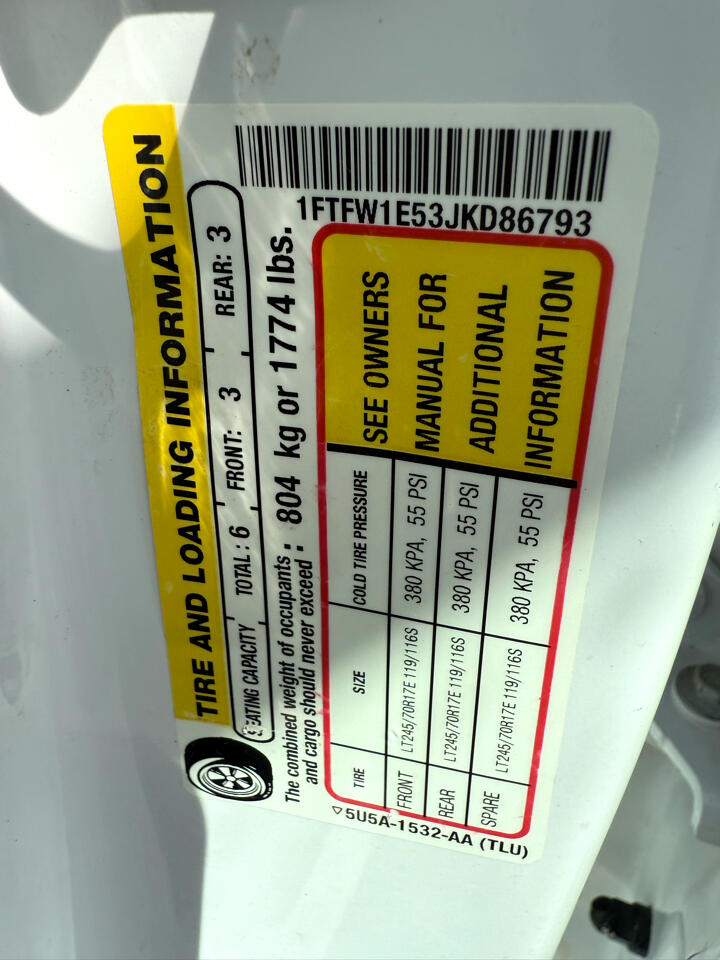 TIRE AND LOADING INFORMATION
SEATING CAPACITY TOTAL: 6 FRONT: 3 REAR: 3
The combined weight of occupants
and cargo should never exceed : 804 kg or 1774 lbs.
1FTFW1E53JKD86793
TIRE SIZE COLD TIRE PRESSURE
FRONT LT245/70R17E 119/116S 380 KPA, 55 PSI
REAR LT245/70R17E 119/116S 380 KPA, 55 PSI
SPARE LT245/70R17E 119/116S 380 KPA, 55 PSI
SEE OWNERS
MANUAL FOR
ADDITIONAL
INFORMATION
5U5A-1532-AA (TLU)